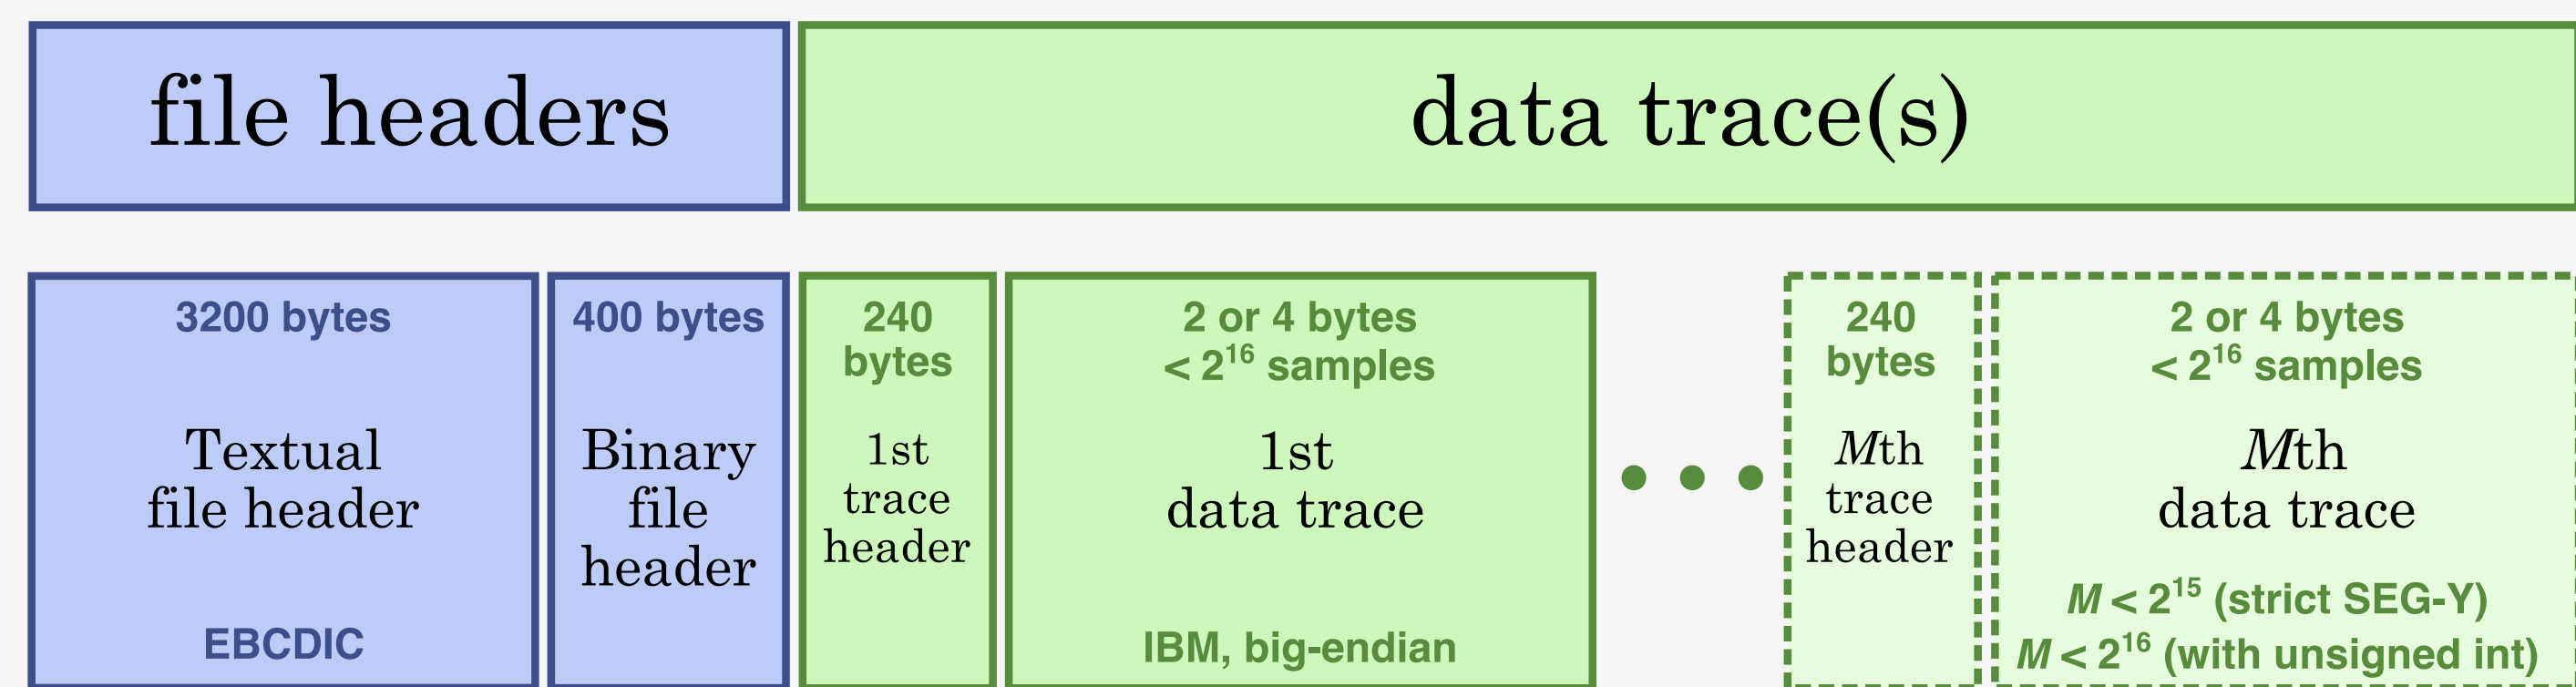 file headers
data trace(s)
3200 bytes
Textual
file header
EBCDIC
400 bytes
Binary
file
header
240
bytes
1st
trace
header
2 or 4 bytes
< 2¹⁶ samples
1st
data trace
IBM, big-endian
240
bytes
Mth
trace
header
2 or 4 bytes
< 2¹⁶ samples
Mth
data trace
M < 2¹⁵ (strict SEG-Y)
M < 2¹⁶ (with unsigned int)